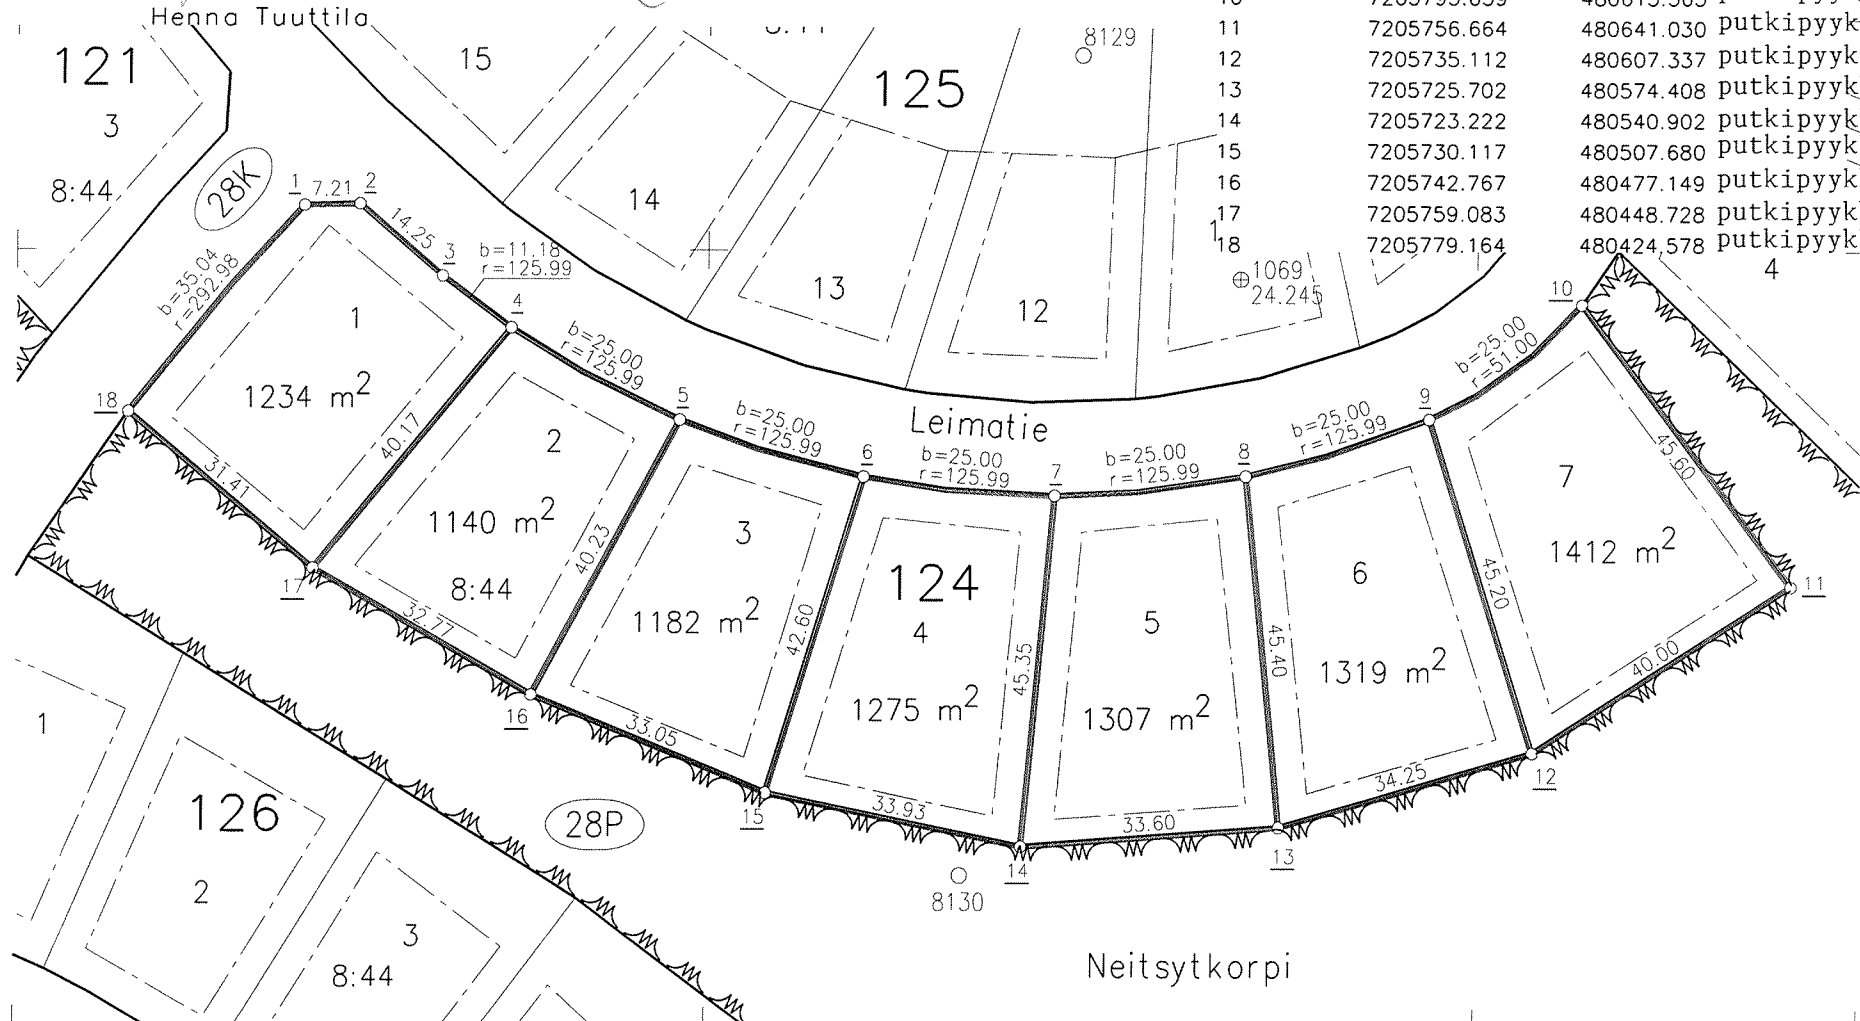 Henna Tuuttila
11 7205756.664 480641.030 putkipyyk
12 7205735.112 480607.337 putkipyyk
13 7205725.702 480574.408 putkipyyk
14 7205723.222 480540.902 putkipyyk
15 7205730.117 480507.680 putkipyyk
16 7205742.767 480477.149 putkipyyk
17 7205759.083 480448.728 putkipyyk
18 7205779.164 480424.578 putkipyyk
121
3
8:44
28K
15
14
125
8129
13
12
1
1069
24.245
4
1
7.21
2
14.25
3
b=11.18
r=125.99
4
b=35.04
r=292.98
1
1234 m2
18
31.41
40.17
17
b=25.00
r=125.99
5
2
1140 m2
8:44
32.77
40.23
16
b=25.00
r=125.99
6
3
1182 m2
33.05
42.60
15
Leimatie
b=25.00
r=125.99
7
124
4
1275 m2
45.35
33.93
14
b=25.00
r=125.99
8
5
1307 m2
45.40
33.60
13
b=25.00
r=125.99
9
6
1319 m2
45.20
34.25
12
b=25.00
r=51.00
10
7
1412 m2
45.60
40.00
11
1
126
2
28P
3
8:44
8130
Neitsytkorpi